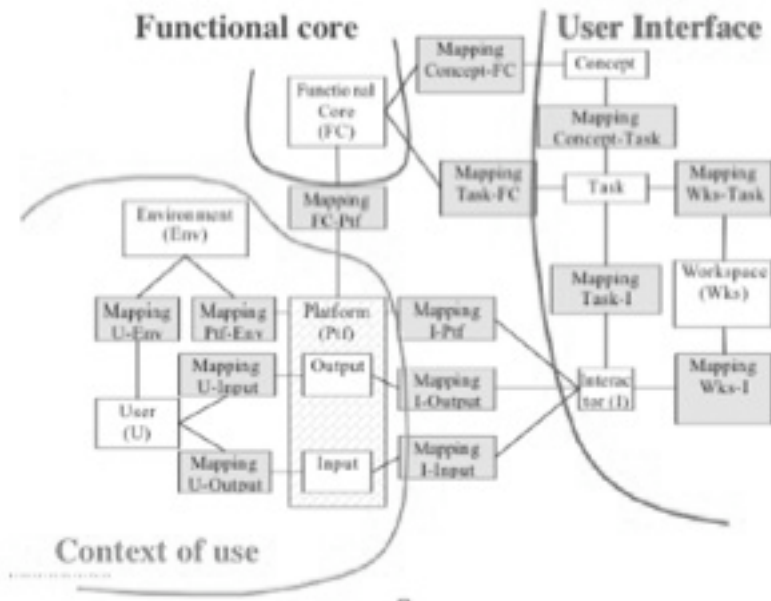 Functional core
User Interface
Mapping
Concept-FC
Concept
Functional
Core
(FC)
Mapping
Concept-Task
Mapping
FC-Ptf
Mapping
Task-FC
Task
Mapping
Wks-Task
Environment
(Env)
Mapping
Task-I
Workspace
(Wks)
Mapping
U-Env
Mapping
Ptf-Env
Platform
(Ptf)
Mapping
I-Ptf
Mapping
U-Input
Output
Mapping
I-Output
Interac
tor (I)
Mapping
Wks-I
User
(U)
Mapping
U-Output
Input
Mapping
I-Input
Context of use